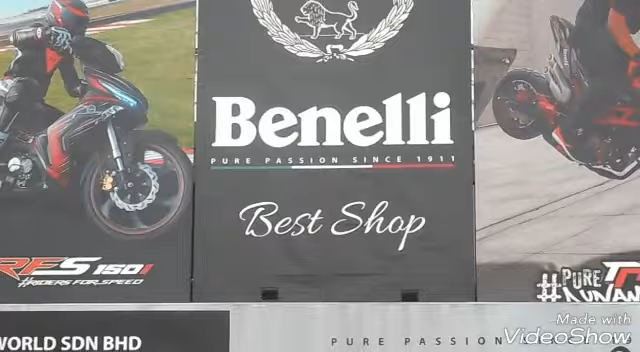 Benelli
PURE PASSION SINCE 1911
Best Shop
RFS 150i
#RIDERS FOR SPEED
#PURE
WORLD SDN BHD
PURE PASSION
Made with
VideoShow